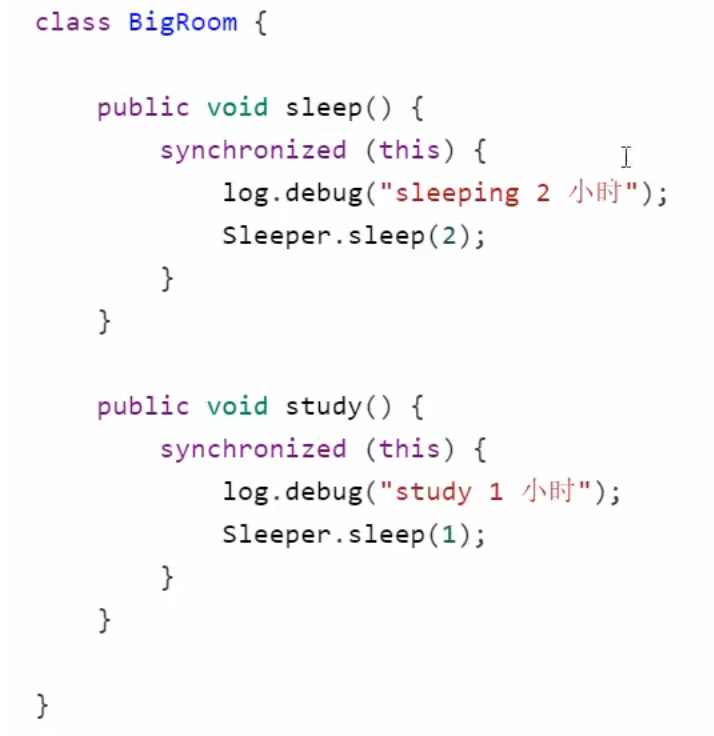 class BigRoom {
    public void sleep() {
        synchronized (this) {
            log.debug("sleeping 2 小时");
            Sleeper.sleep(2);
        }
    }
    public void study() {
        synchronized (this) {
            log.debug("study 1 小时");
            Sleeper.sleep(1);
        }
    }
}